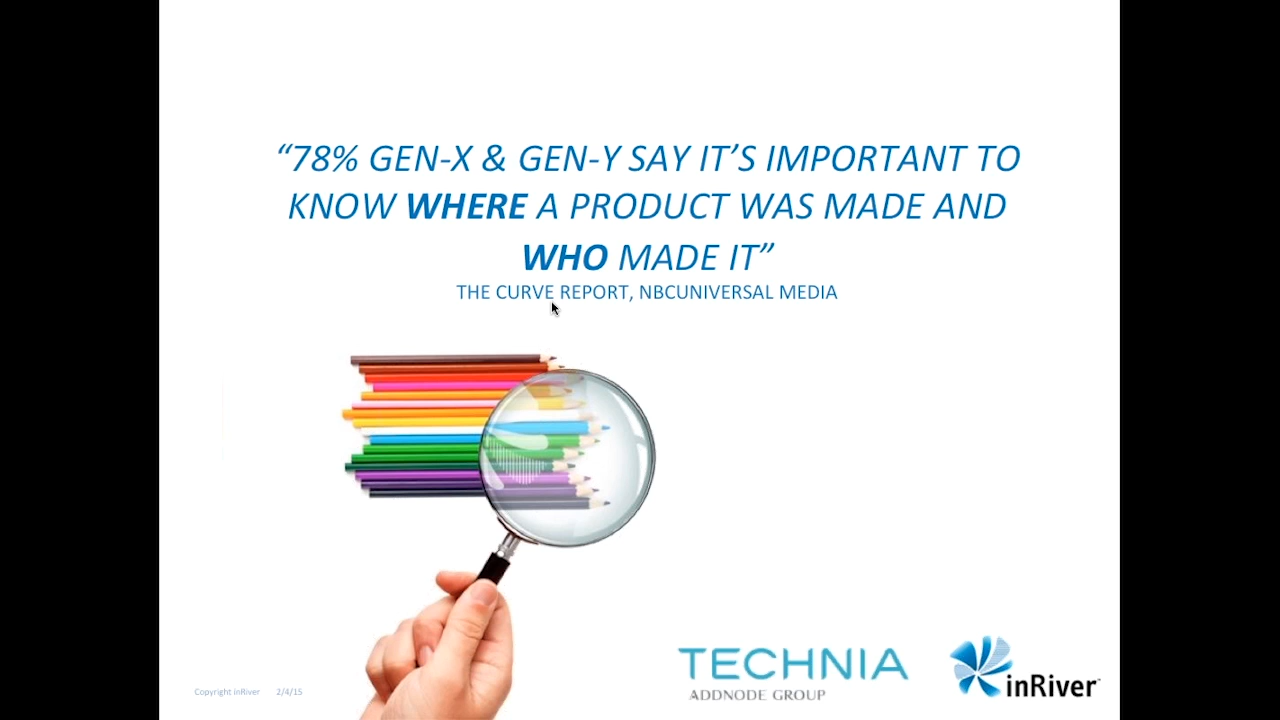 “78% GEN-X & GEN-Y SAY IT’S IMPORTANT TO
KNOW WHERE A PRODUCT WAS MADE AND
WHO MADE IT”
THE CURVE REPORT, NBCUNIVERSAL MEDIA
TECHNIA
ADDNODE GROUP
inRiver
Copyright inRiver 2/4/15